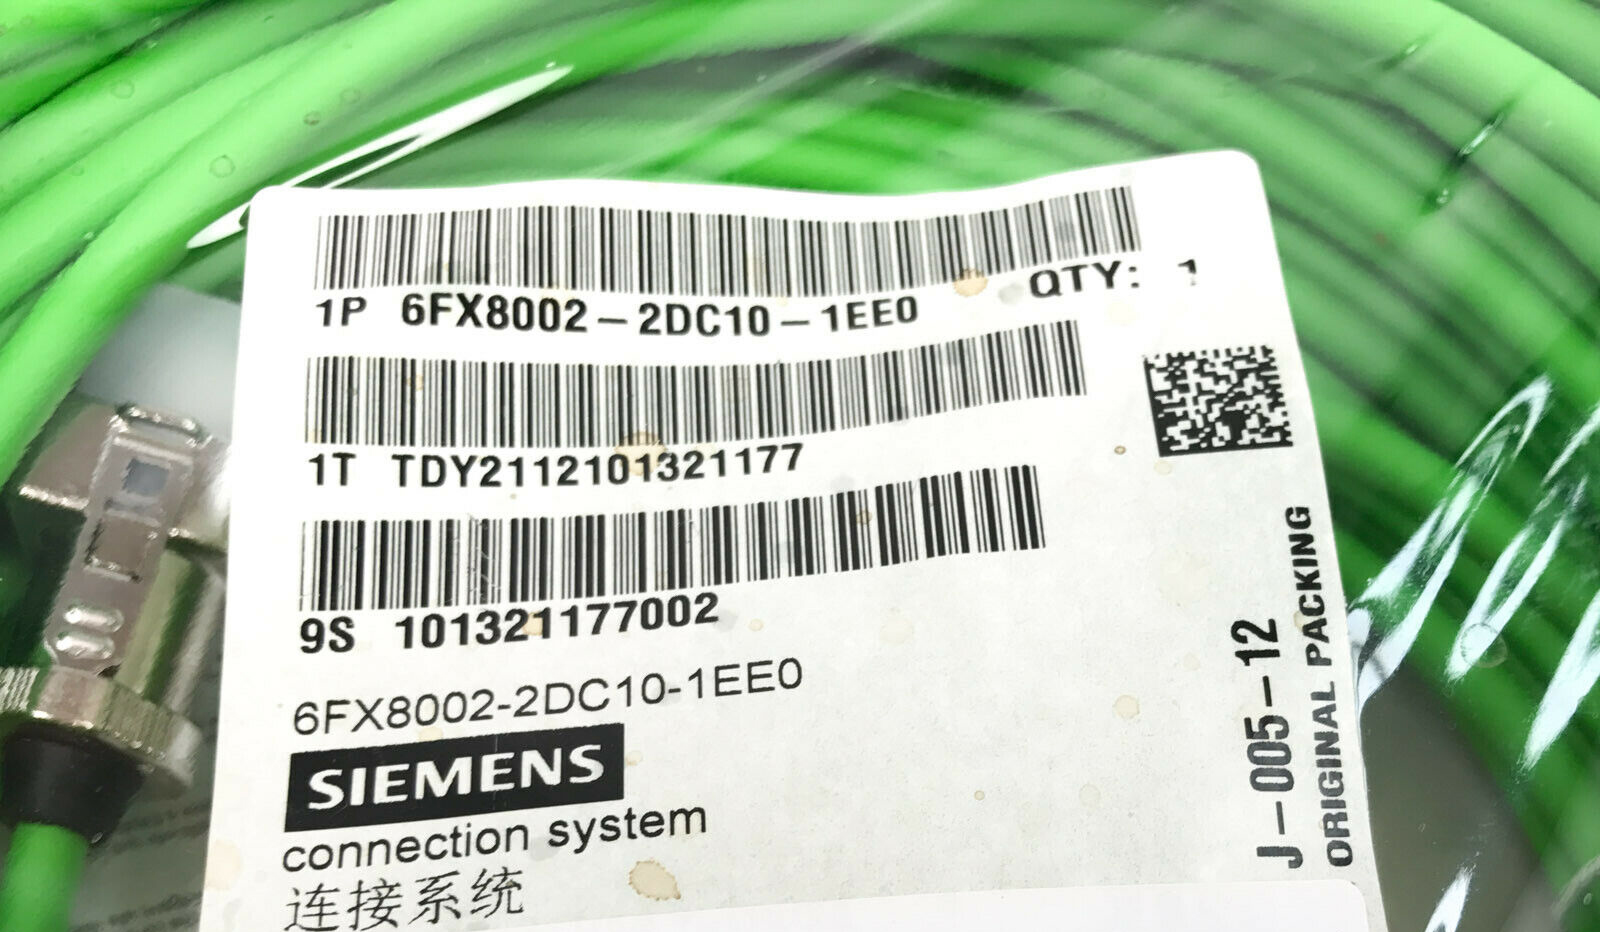 1P 6FX8002-2DC10-1EE0 QTY: 1
1T TDY2112101321177
9S 101321177002
6FX8002-2DC10-1EE0
SIEMENS
connection system
连接系统
J-005-12
ORIGINAL PACKING